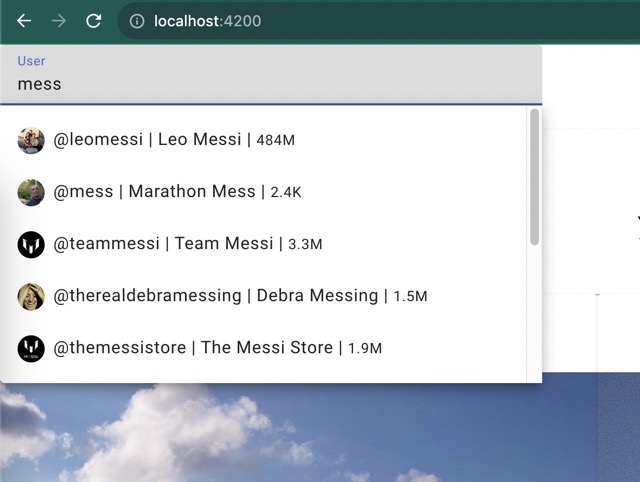 localhost:4200
User
mess
@leomessi | Leo Messi | 484M
@mess | Marathon Mess | 2.4K
@teammessi | Team Messi | 3.3M
@therealdebramessing | Debra Messing | 1.5M
@themessistore | The Messi Store | 1.9M